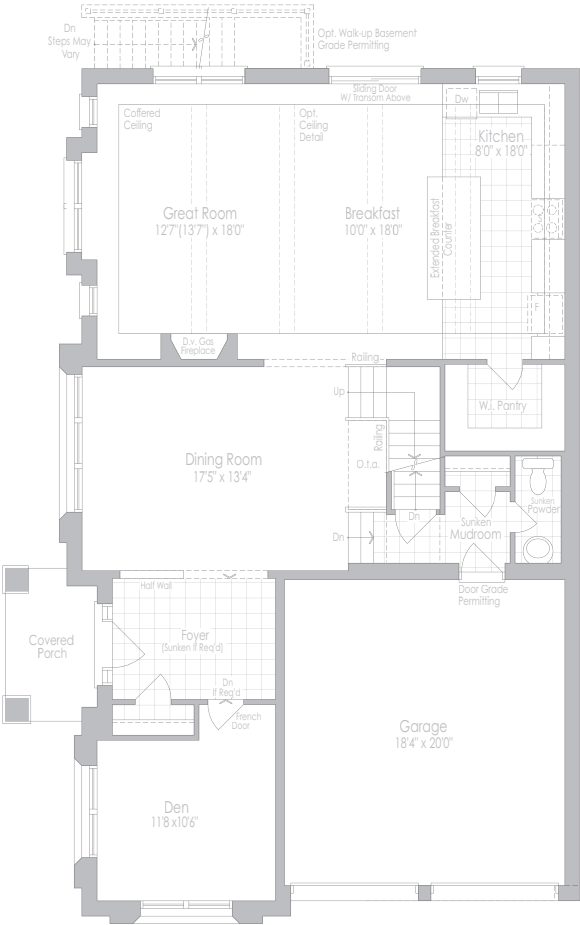 Dn
Steps May
Vary
Opt. Walk-up Basement
Grade Permitting
Sliding Door
W/ Transom Above
Coffered
Ceiling
Opt.
Ceiling
Detail
Dw
Kitchen
8'0" x 18'0"
Great Room
12'7"(13'7") x 18'0"
Breakfast
10'0" x 18'0"
Extended Breakfast
Counter
S
F
D.v. Gas
Fireplace
Railing
Up
W.i. Pantry
Railing
Dining Room
17'5" x 13'4"
O.t.a.
Dn
Dn
Sunken
Mudroom
Sunken
Powder
Half Wall
Door Grade
Permitting
Covered
Porch
Foyer
(Sunken If Req'd)
Dn
If Req'd
French
Door
Garage
18'4" x 20'0"
Den
11'8 x10'6"